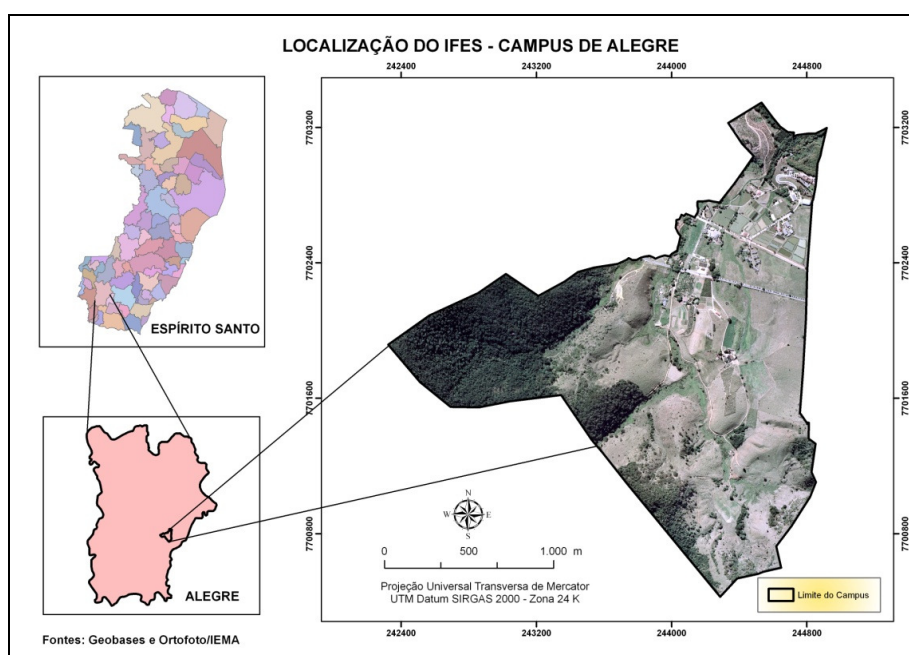 LOCALIZAÇÃO DO IFES - CAMPUS DE ALEGRE
242400
243200
244000
244800
7703200
7703200
ESPÍRITO SANTO
7702400
7702400
7701600
7701600
N
W E
S
7700800
7700800
0 500 1.000 m
Projeção Universal Transversa de Mercator
UTM Datum SIRGAS 2000 - Zona 24 K
ALEGRE
Limite do Campus
Fontes: Geobases e Ortofoto/IEMA
242400
243200
244000
244800